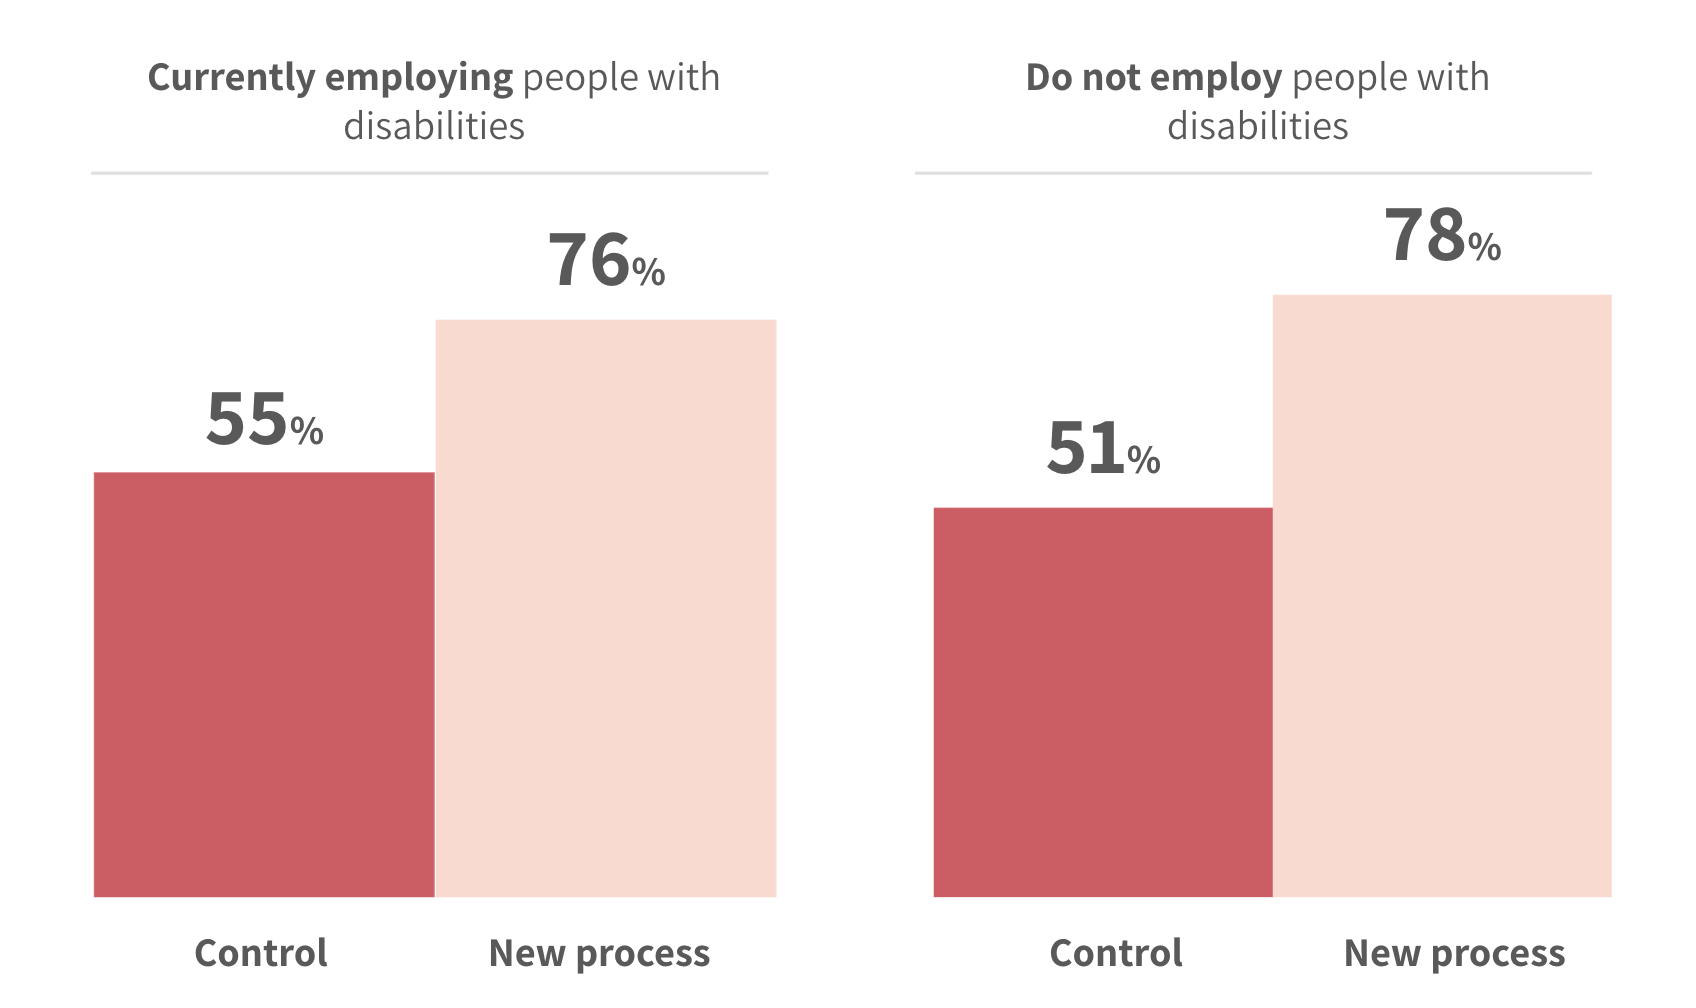 Currently employing people with
disabilities
76%
55%
Control
New process
Do not employ people with
disabilities
78%
51%
Control
New process